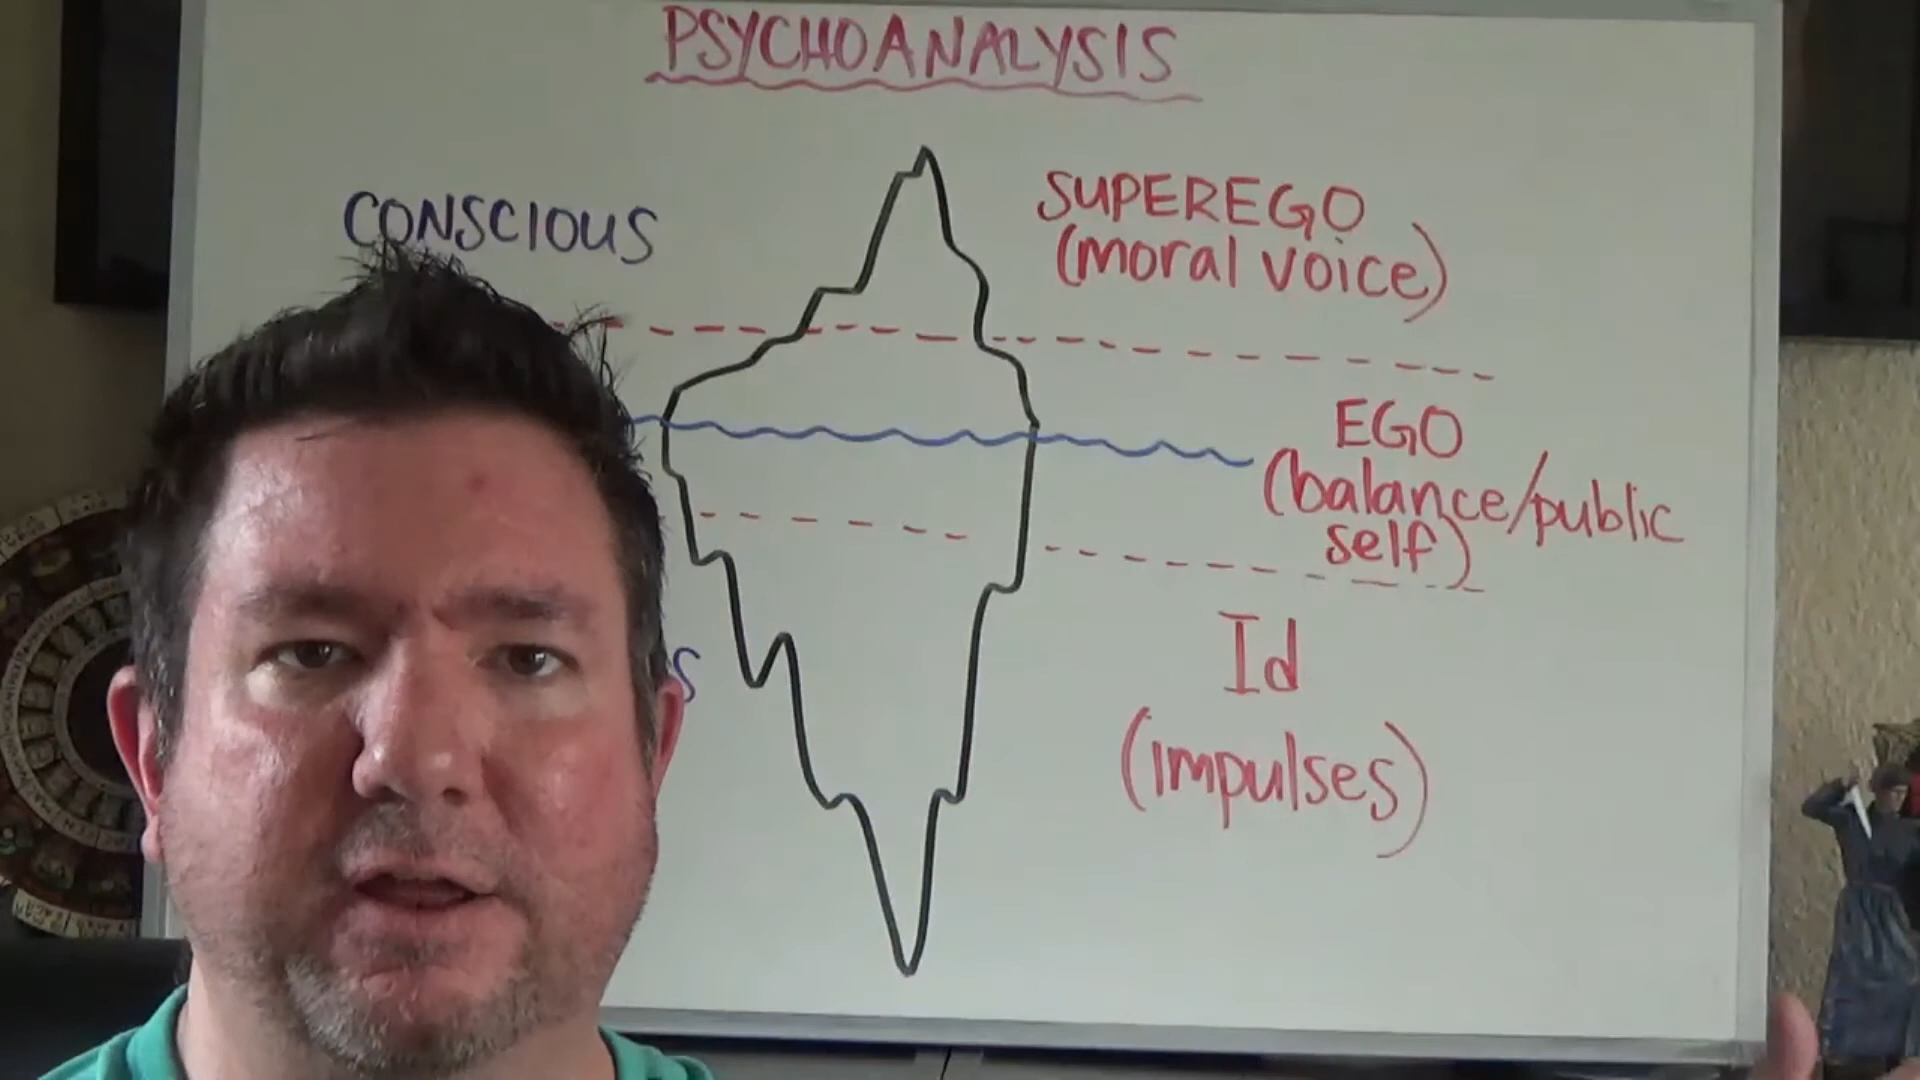 PSYCHOANALYSIS
CONSCIOUS
SUPEREGO
(moral voice)
EGO
(balance/public
self)
Id
(impulses)